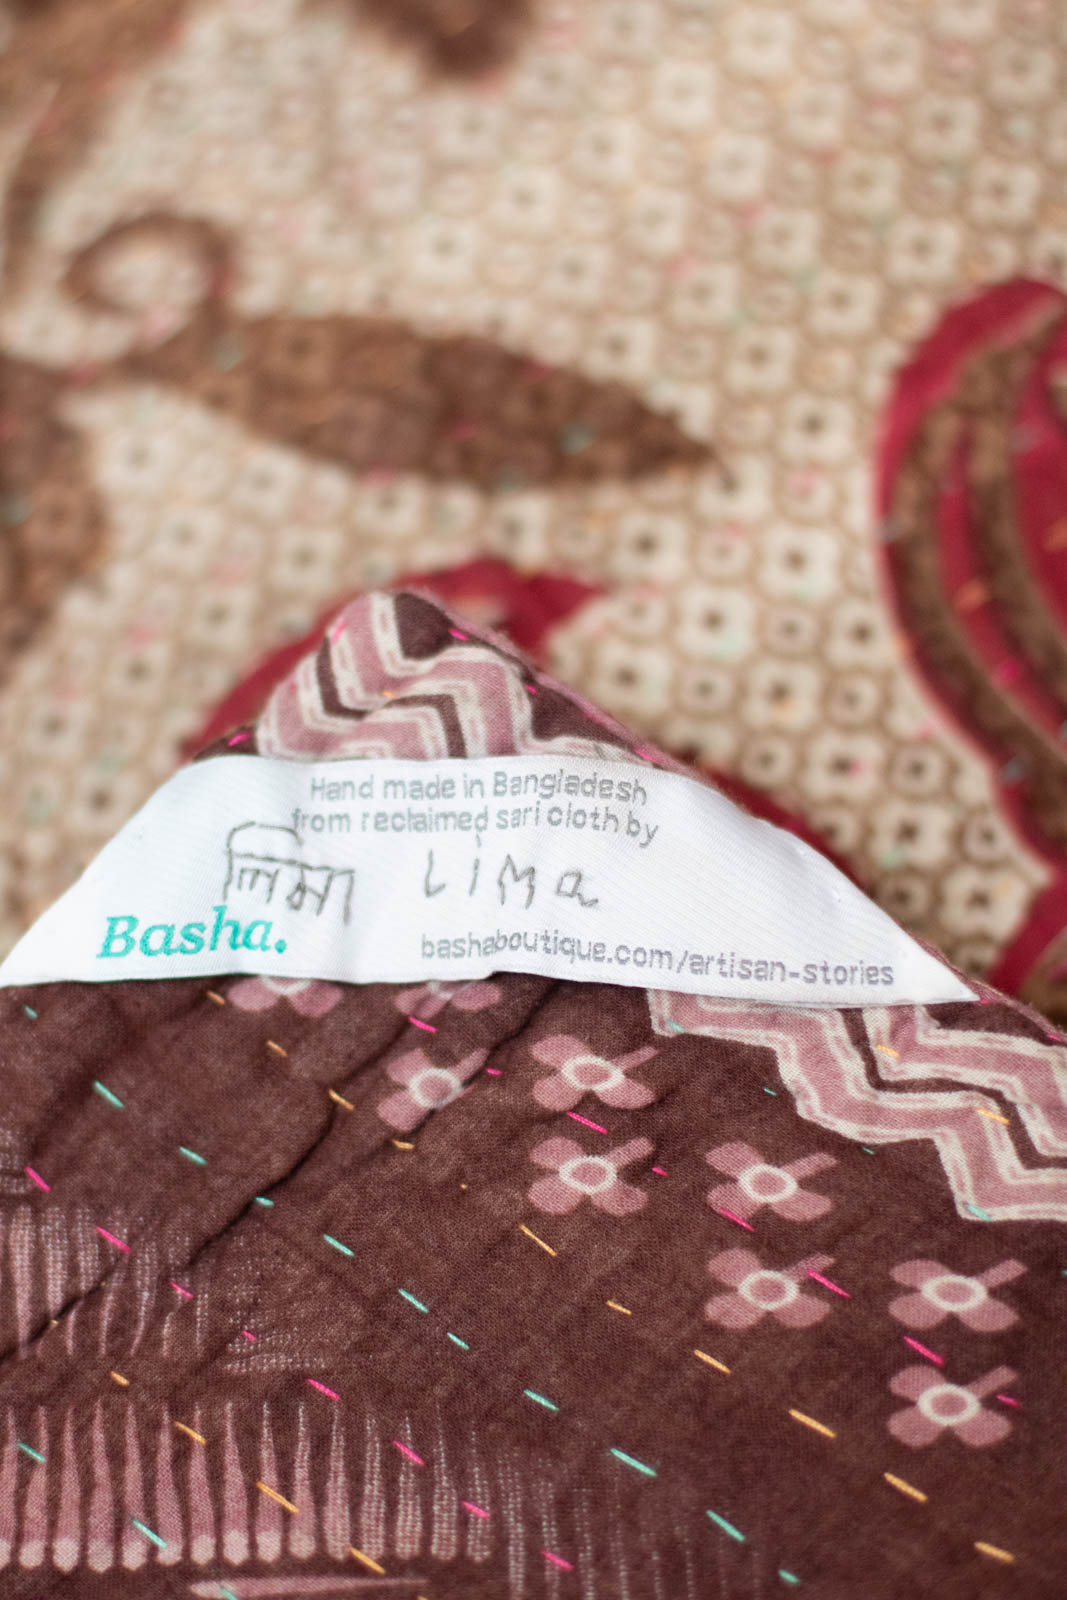 Hand made in Bangladesh
from reclaimed sari cloth by
লিমা Lima
Basha.
bashaboutique.com/artisan-stories